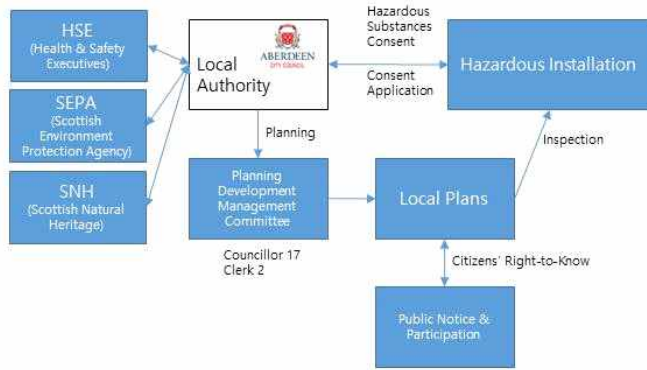 HSE
(Health & Safety
Executives)
SEPA
(Scottish
Environment
Protection Agency)
SNH
(Scottish Natural
Heritage)
Local
Authority
ABERDEEN
CITY COUNCIL
Hazardous
Substances
Consent
Consent
Application
Hazardous Installation
Planning
Planning
Development
Management
Committee
Councillor 17
Clerk 2
Local Plans
Inspection
Citizens' Right-to-Know
Public Notice &
Participation